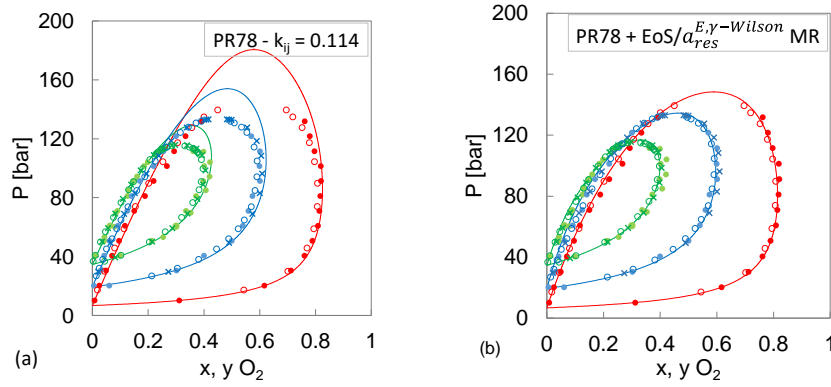 200
160
120
80
40
0
P [bar]
PR78 - kij = 0.114
0 0.2 0.4 0.6 0.8 1
x, y O2
(a)
200
160
120
80
40
0
P [bar]
PR78 + EoS/a_res^{E,γ−Wilson} MR
0 0.2 0.4 0.6 0.8 1
x, y O2
(b)